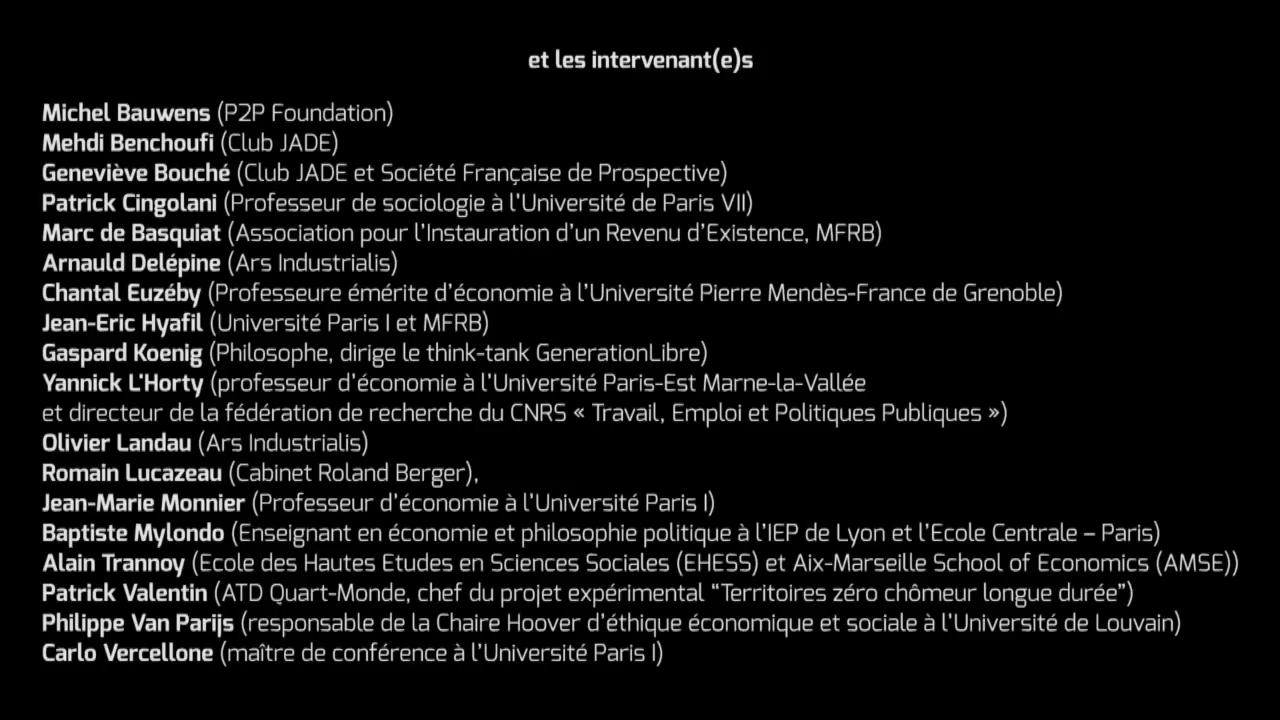 et les intervenant(e)s
Michel Bauwens (P2P Foundation)
Mehdi Benchoufi (Club JADE)
Geneviève Bouché (Club JADE et Société Française de Prospective)
Patrick Cingolani (Professeur de sociologie à l'Université de Paris VII)
Marc de Basquiat (Association pour l'Instauration d'un Revenu d'Existence, MFRB)
Arnauld Delépine (Ars Industrialis)
Chantal Euzéby (Professeure émérite d'économie à l'Université Pierre Mendès-France de Grenoble)
Jean-Eric Hyafil (Université Paris I et MFRB)
Gaspard Koenig (Philosophe, dirige le think-tank GenerationLibre)
Yannick L'Horty (professeur d'économie à l'Université Paris-Est Marne-la-Vallée
et directeur de la fédération de recherche du CNRS « Travail, Emploi et Politiques Publiques »)
Olivier Landau (Ars Industrialis)
Romain Lucazeau (Cabinet Roland Berger),
Jean-Marie Monnier (Professeur d'économie à l'Université Paris I)
Baptiste Mylondo (Enseignant en économie et philosophie politique à l'IEP de Lyon et l'Ecole Centrale – Paris)
Alain Trannoy (Ecole des Hautes Etudes en Sciences Sociales (EHESS) et Aix-Marseille School of Economics (AMSE))
Patrick Valentin (ATD Quart-Monde, chef du projet expérimental “Territoires zéro chômeur longue durée”)
Philippe Van Parijs (responsable de la Chaire Hoover d'éthique économique et sociale à l'Université de Louvain)
Carlo Vercellone (maître de conférence à l'Université Paris I)